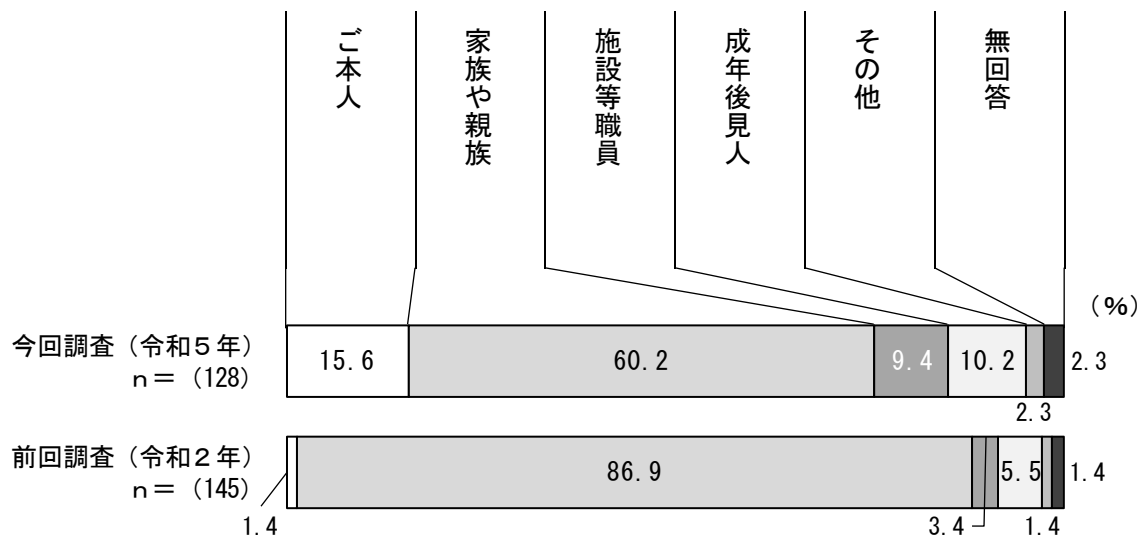 ご本人
家族や親族
施設等職員
成年後見人
その他
無回答
（％）
今回調査（令和５年）
ｎ＝（128）
15.6
60.2
9.4
10.2
2.3
2.3
前回調査（令和２年）
ｎ＝（145）
86.9
5.5
1.4
1.4
3.4
1.4